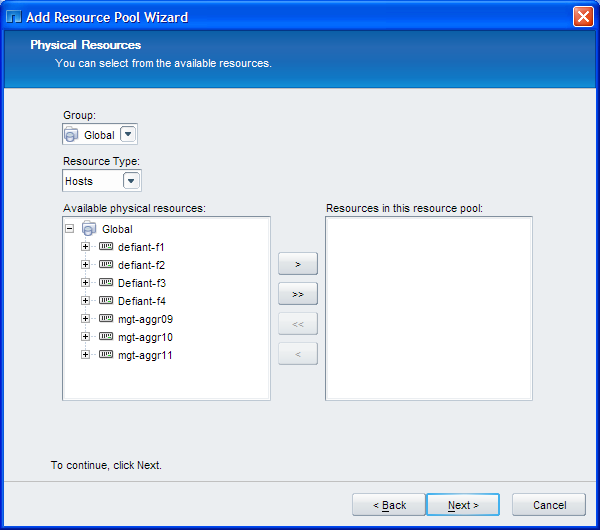 Add Resource Pool Wizard
Physical Resources
You can select from the available resources.
Group:
Global
Resource Type:
Hosts
Available physical resources:
Resources in this resource pool:
Global
defiant-f1
defiant-f2
Defiant-f3
Defiant-f4
mgt-aggr09
mgt-aggr10
mgt-aggr11
>
>>
<<
<
To continue, click Next.
< Back
Next >
Cancel